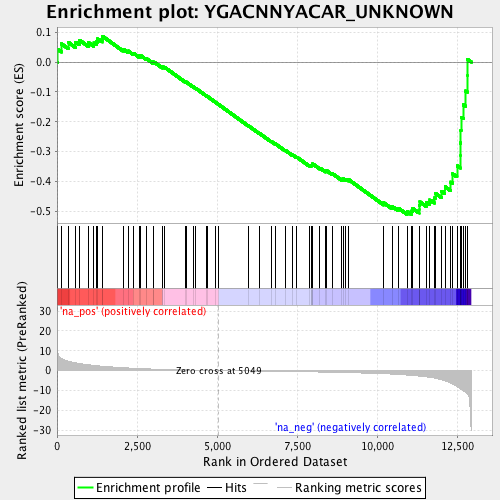 Enrichment plot: YGACNNYACAR_UNKNOWN
Enrichment score (ES)
0.1
0.0
-0.1
-0.2
-0.3
-0.4
-0.5
'na_pos' (positively correlated)
Ranked list metric (PreRanked)
30
20
10
0
-10
-20
-30
Zero cross at 5049
'na_neg' (negatively correlated)
0
2,500
5,000
7,500
10,000
12,500
Rank in Ordered Dataset
Enrichment profile
Hits
Ranking metric scores